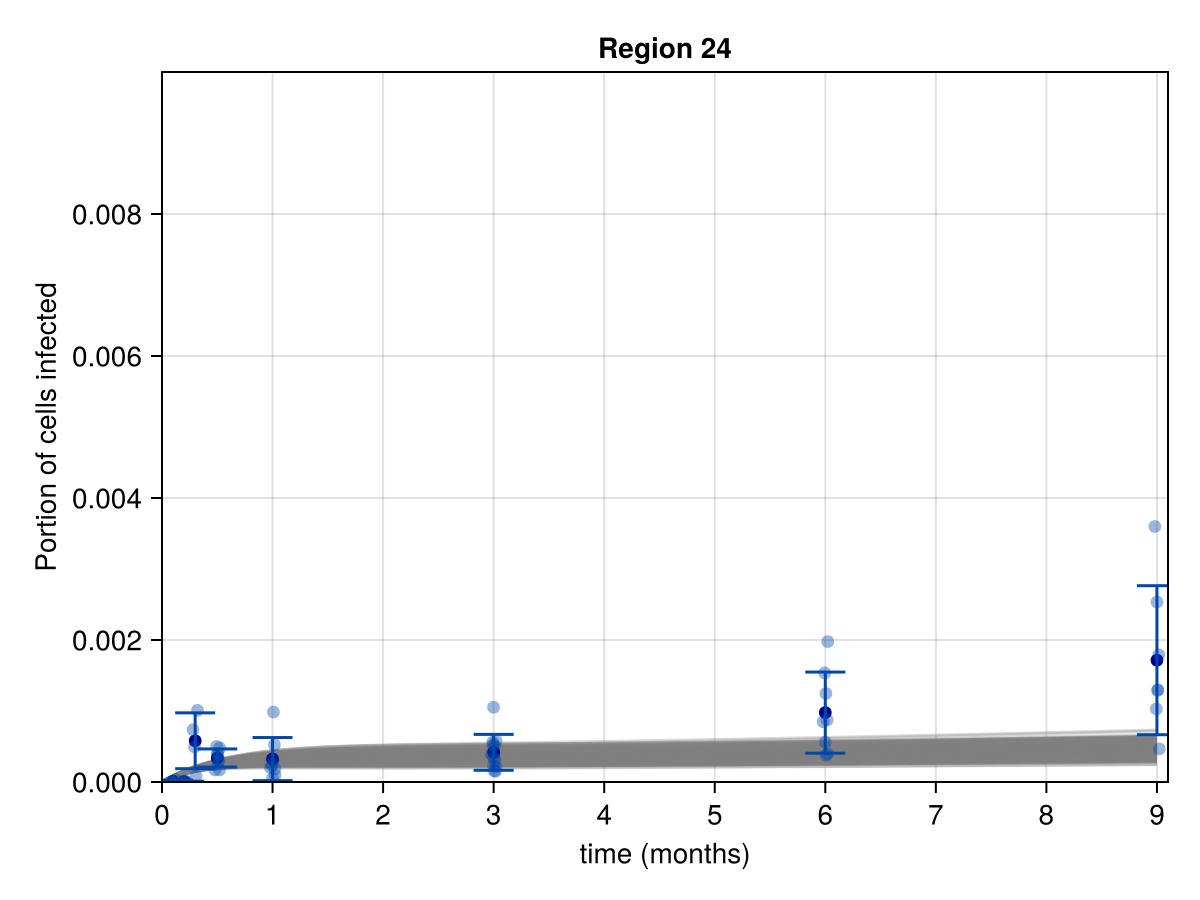 Region 24
Portion of cells infected
0.008
0.006
0.004
0.002
0.000
0 1 2 3 4 5 6 7 8 9
time (months)